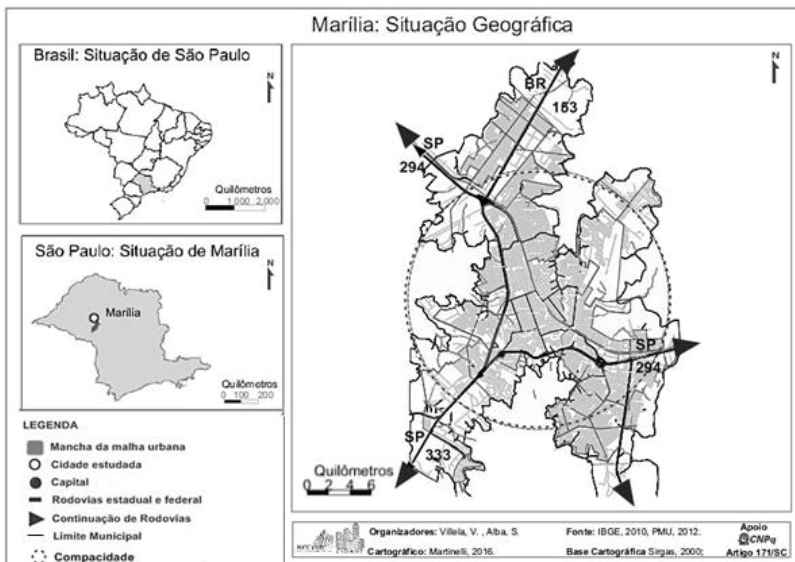 Marília: Situação Geográfica
Brasil: Situação de São Paulo
N
Quilômetros
0 1,000 2,000
São Paulo: Situação de Marília
N
Marília
Quilômetros
0 100 200
LEGENDA
Mancha da malha urbana
Cidade estudada
Capital
Rodovias estadual e federal
Continuação de Rodovias
Limite Municipal
Compacidade
N
BR
153
SP
294
SP
294
SP
333
Quilômetros
0 2 4 6
Organizadores: Villela, V. , Alba, S.
Cartográfico: Martinelli, 2016.
Fonte: IBGE, 2010, PMU, 2012.
Base Cartográfica Sirgas, 2000;
Apoio
CNPq
Artigo 171/SC